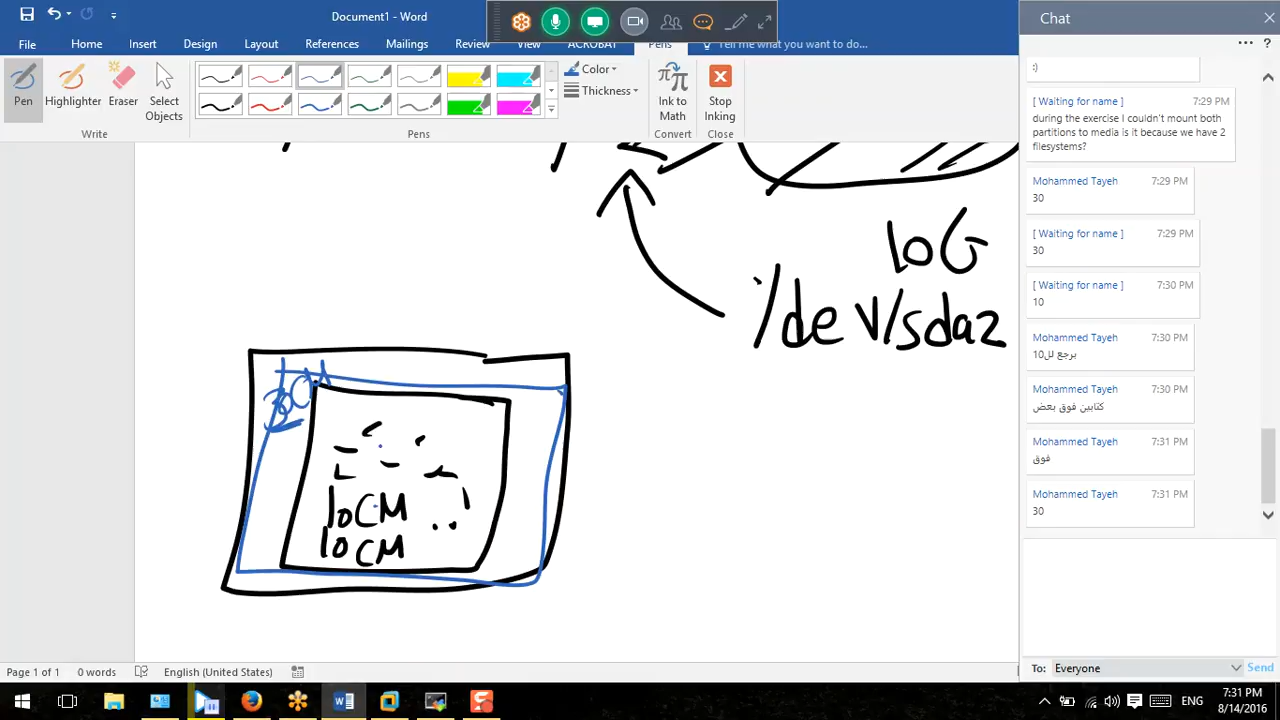 Document1 - Word
Chat
File Home Insert Design Layout References Mailings Review View ACROBAT Pens Tell me what you want to do...
Pen
Highlighter
Eraser
Select Objects
Color
Thickness
Ink to Math
Stop Inking
Write
Pens
Convert
Close
:)
[ Waiting for name ] 7:29 PM
during the exercise I couldn't mount both
partitions to media is it because we have 2
filesystems?
Mohammed Tayeh 7:29 PM
30
[ Waiting for name ] 7:29 PM
30
[ Waiting for name ] 7:30 PM
10
Mohammed Tayeh 7:30 PM
برجع لل10
Mohammed Tayeh 7:30 PM
كتابين فوق بعض
Mohammed Tayeh 7:31 PM
فوق
Mohammed Tayeh 7:31 PM
30
10G
/dev/sda2
30CM
10CM
10CM
To: Everyone Send
Page 1 of 1 0 words English (United States)
ENG
7:31 PM
8/14/2016